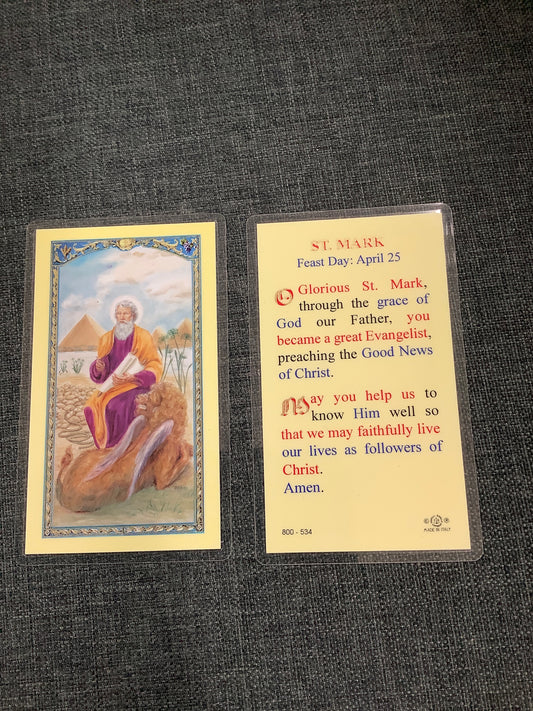 ST. MARK
Feast Day: April 25
O Glorious St. Mark,
through the grace of
God our Father, you
became a great Evangelist,
preaching the Good News
of Christ.
May you help us to
know Him well so
that we may faithfully live
our lives as followers of
Christ.
Amen.
800 - 534
© ®
MADE IN ITALY